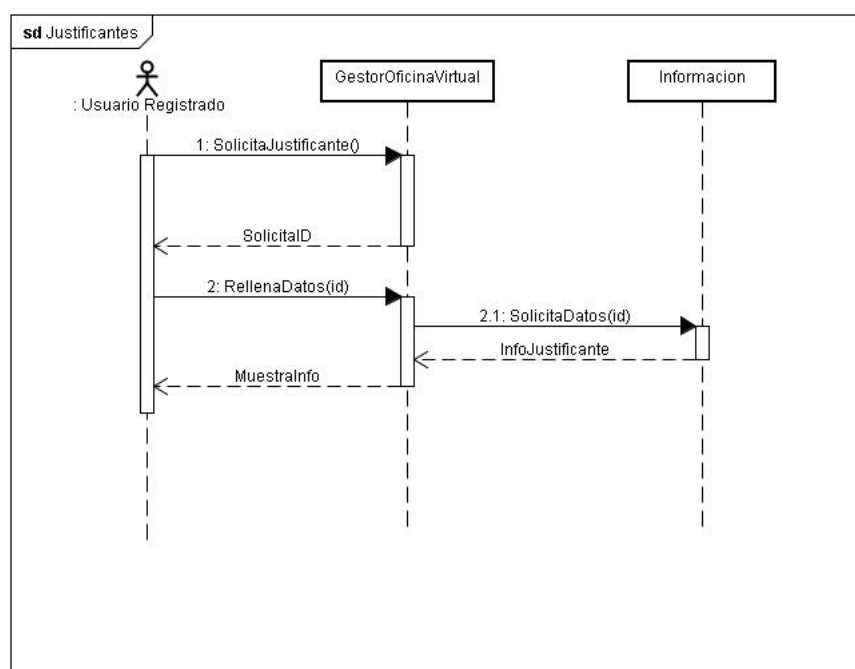 sd Justificantes
: Usuario Registrado
GestorOficinaVirtual
Informacion
1: SolicitaJustificante()
SolicitaID
2: RellenaDatos(id)
2.1: SolicitaDatos(id)
InfoJustificante
MuestraInfo